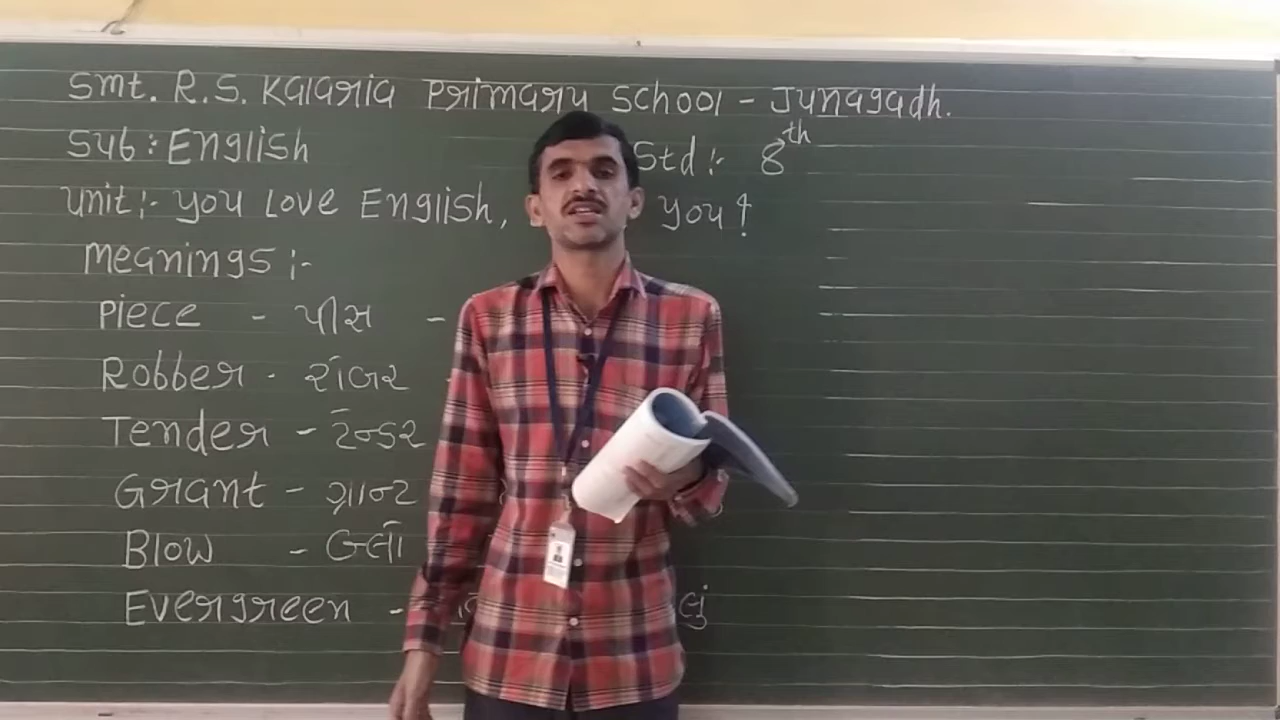 Smt. R.S. Kalaria Primary School - Junagadh.
Sub : English Std :- 8th
Unit :- You Love English, you !
Meanings :-
Piece - પીસ -
Robber - રોબર
Tender - ટેન્ડર
Grant - ગ્રાન્ટ
Blow - બ્લૉ
Evergreen -